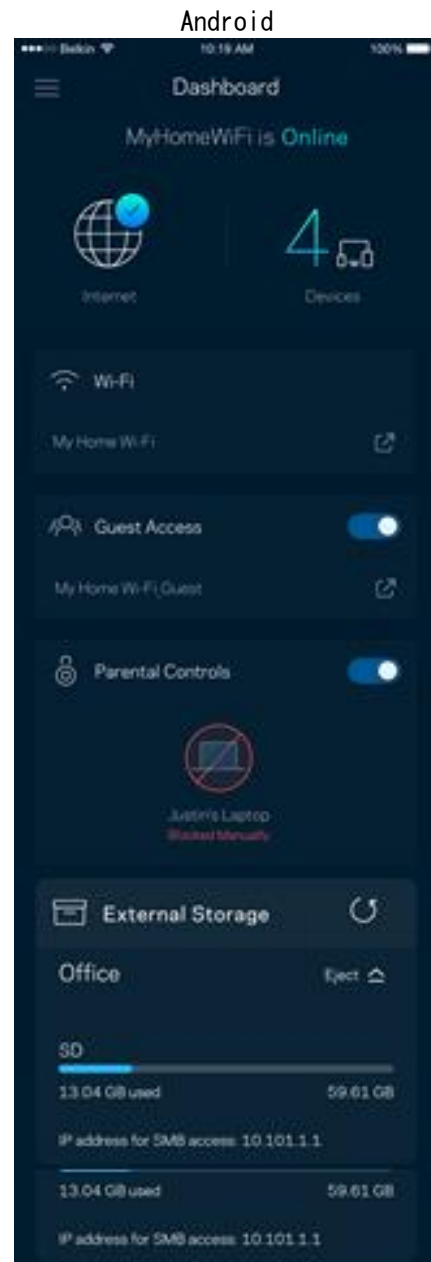 Android
Belkin 10:19 AM 100%
Dashboard
MyHomeWiFi is Online
4
Internet Devices
Wi-Fi
My Home Wi-Fi
Guest Access
My Home Wi-Fi_Guest
Parental Controls
Justin's Laptop
Blocked Manually
External Storage
Office Eject
SD
13.04 GB used 59.61 GB
IP address for SMB access: 10.101.1.1
13.04 GB used 59.61 GB
IP address for SMB access: 10.101.1.1